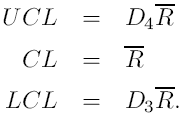 UCL = D₄R̅
CL = R̅
LCL = D₃R̅.